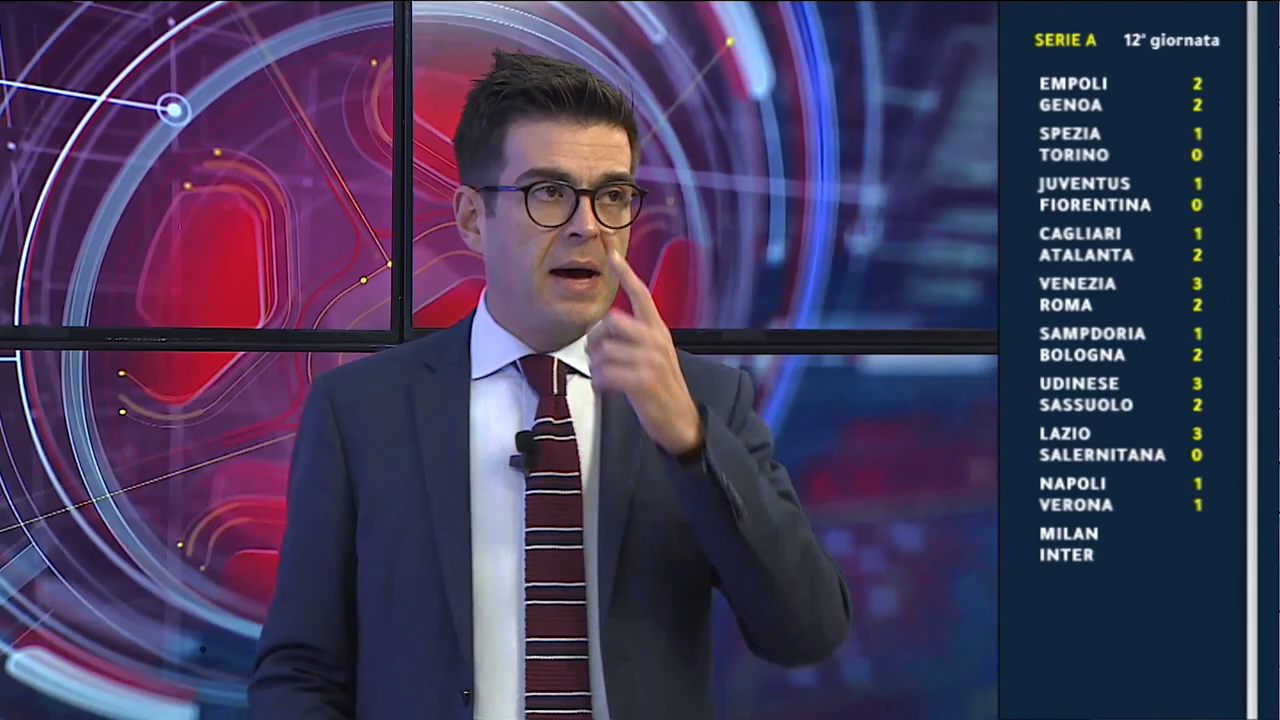 SERIE A 12ª giornata
EMPOLI 2
GENOA 2
SPEZIA 1
TORINO 0
JUVENTUS 1
FIORENTINA 0
CAGLIARI 1
ATALANTA 2
VENEZIA 3
ROMA 2
SAMPDORIA 1
BOLOGNA 2
UDINESE 3
SASSUOLO 2
LAZIO 3
SALERNITANA 0
NAPOLI 1
VERONA 1
MILAN
INTER